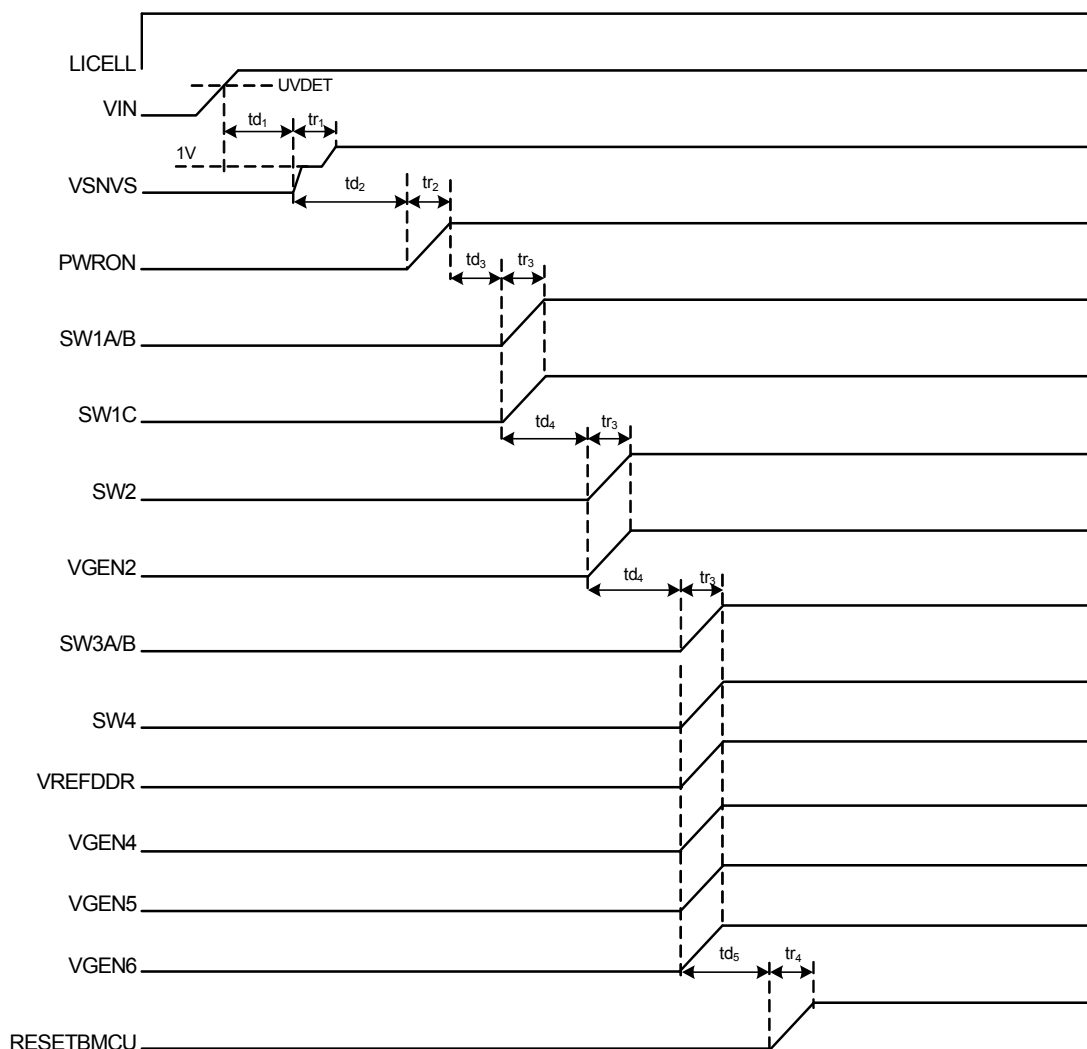 LICELL
UVDET
VIN
td₁ tr₁
1V
VSNVS
td₂ tr₂
PWRON
td₃ tr₃
SW1A/B
SW1C
td₄ tr₃
SW2
VGEN2
td₄ tr₃
SW3A/B
SW4
VREFDDR
VGEN4
VGEN5
VGEN6
td₅ tr₄
RESETBMCU